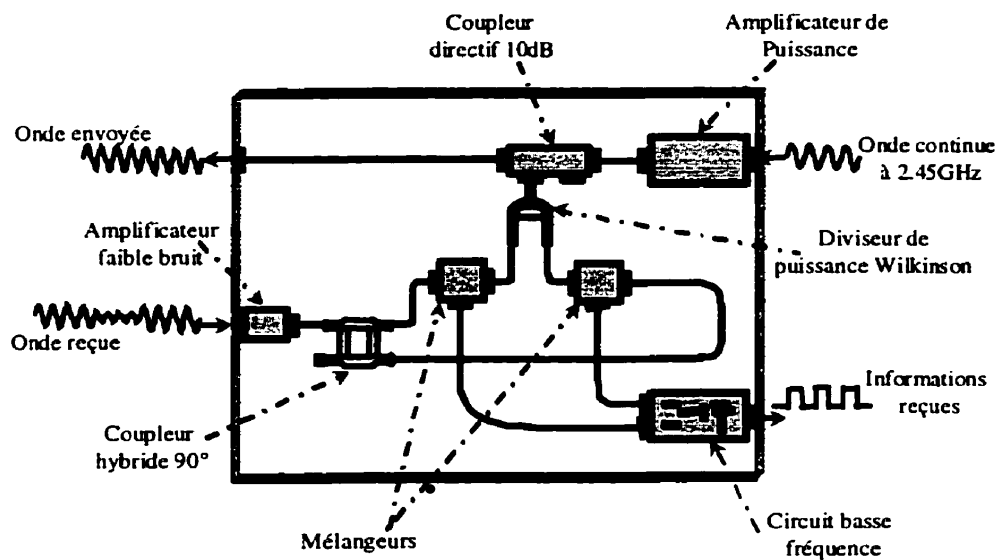 Coupleur
directif 10dB
Amplificateur de
Puissance
Onde envoyée
Onde continue
à 2.45GHz
Amplificateur
faible bruit
Diviseur de
puissance Wilkinson
Onde reçue
Informations
reçues
Coupleur
hybride 90°
Mélangeurs
Circuit basse
fréquence